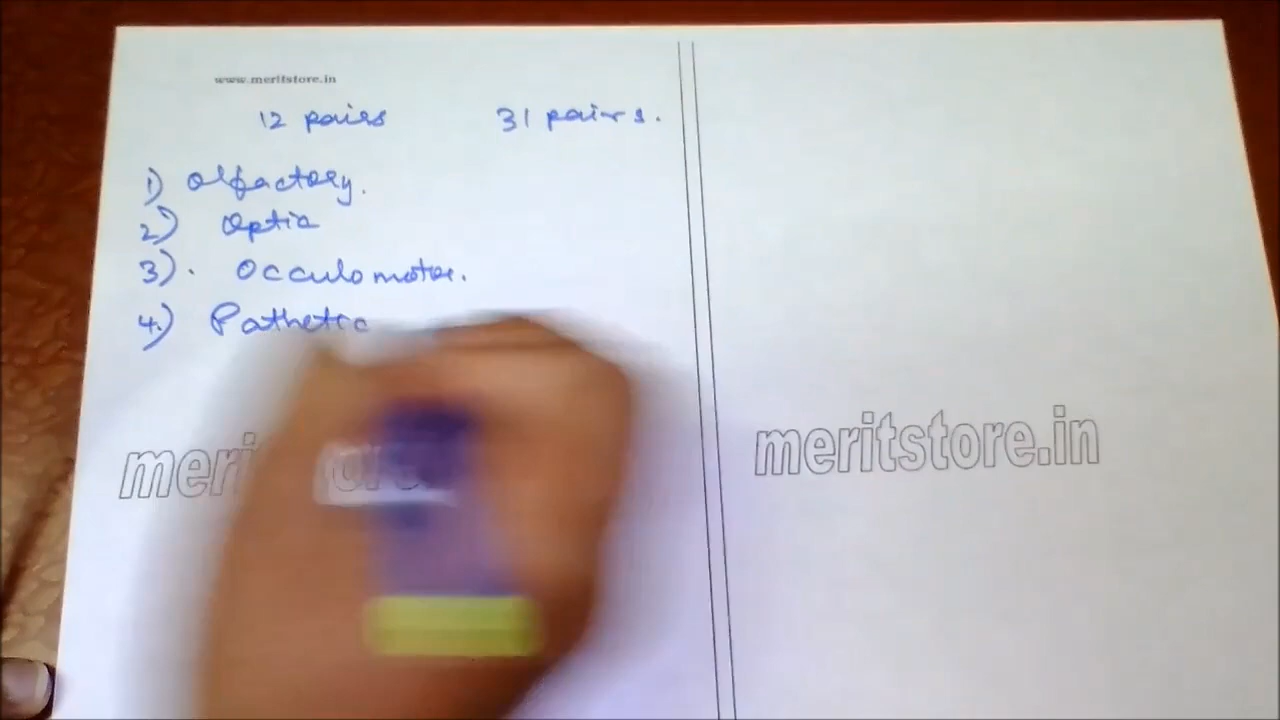 www.meritstore.in
12 pairs 31 pairs.
1) Olfactory.
2) Optic
3). Occulomotor.
4.) Pathetic
meritstore.in